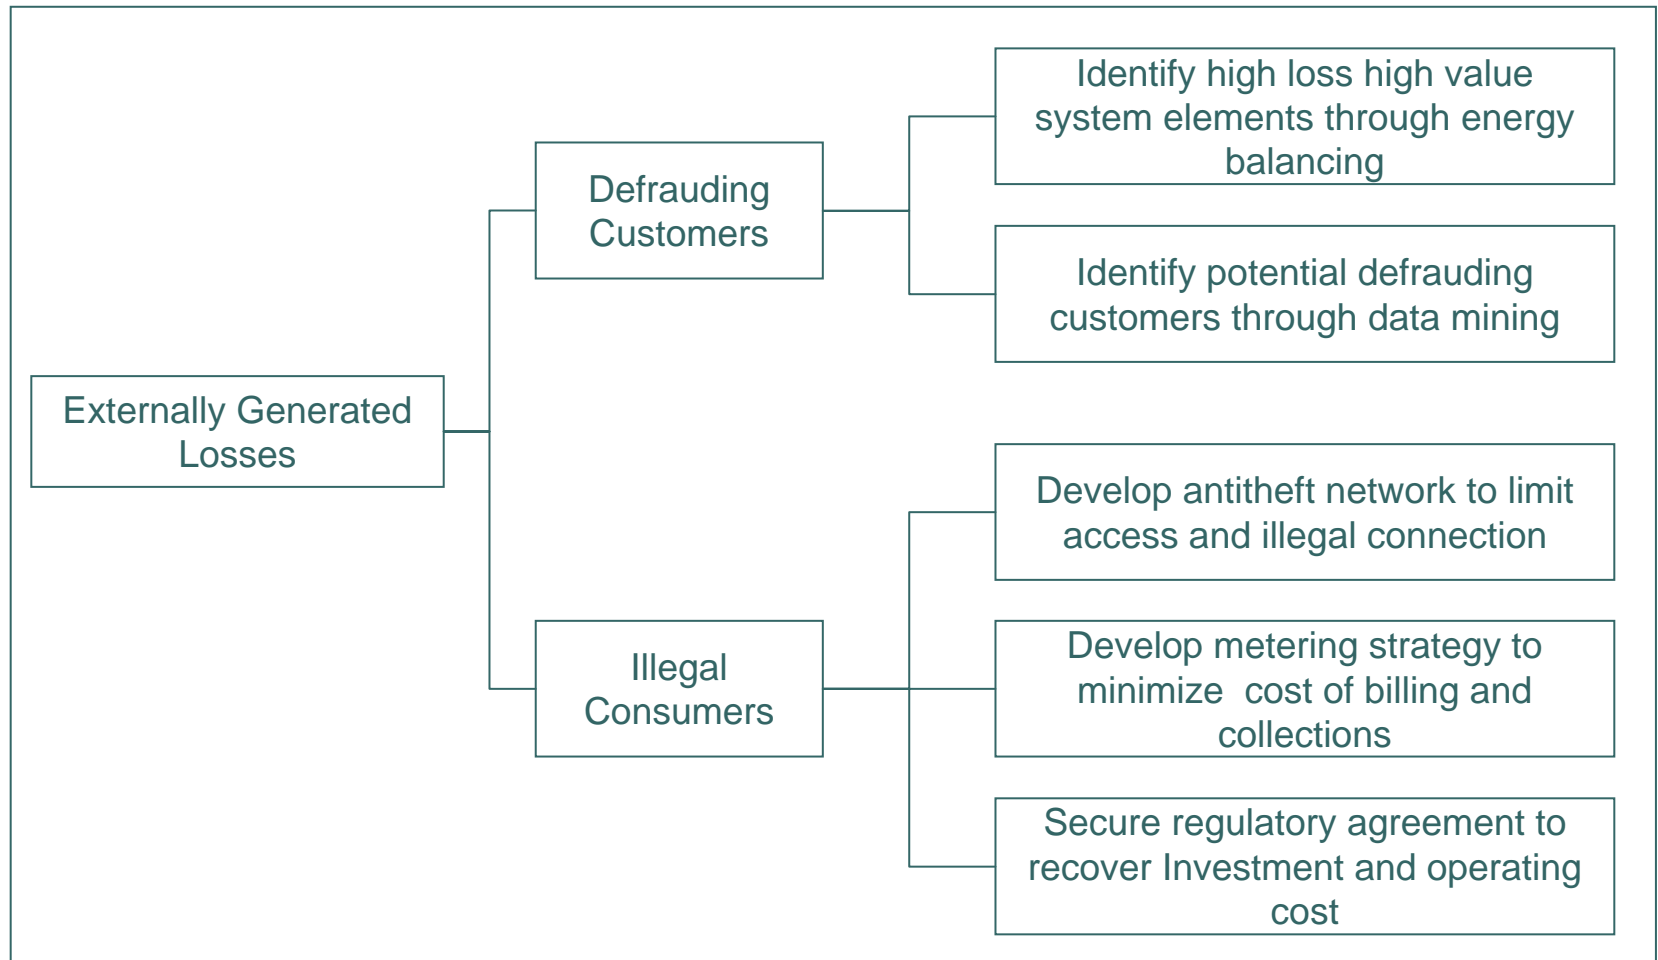 Externally Generated
Losses
Defrauding
Customers
Identify high loss high value
system elements through energy
balancing
Identify potential defrauding
customers through data mining
Illegal
Consumers
Develop antitheft network to limit
access and illegal connection
Develop metering strategy to
minimize  cost of billing and
collections
Secure regulatory agreement to
recover Investment and operating
cost